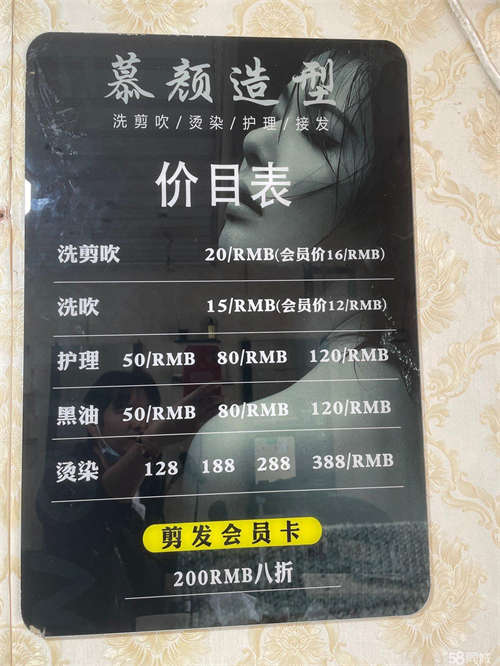 慕颜造型
洗剪吹/烫染/护理/接发
价目表
洗剪吹 20/RMB(会员价16/RMB)
洗吹 15/RMB(会员价12/RMB)
护理 50/RMB 80/RMB 120/RMB
黑油 50/RMB 80/RMB 120/RMB
烫染 128 188 288 388/RMB
剪发会员卡
200RMB八折
58同城